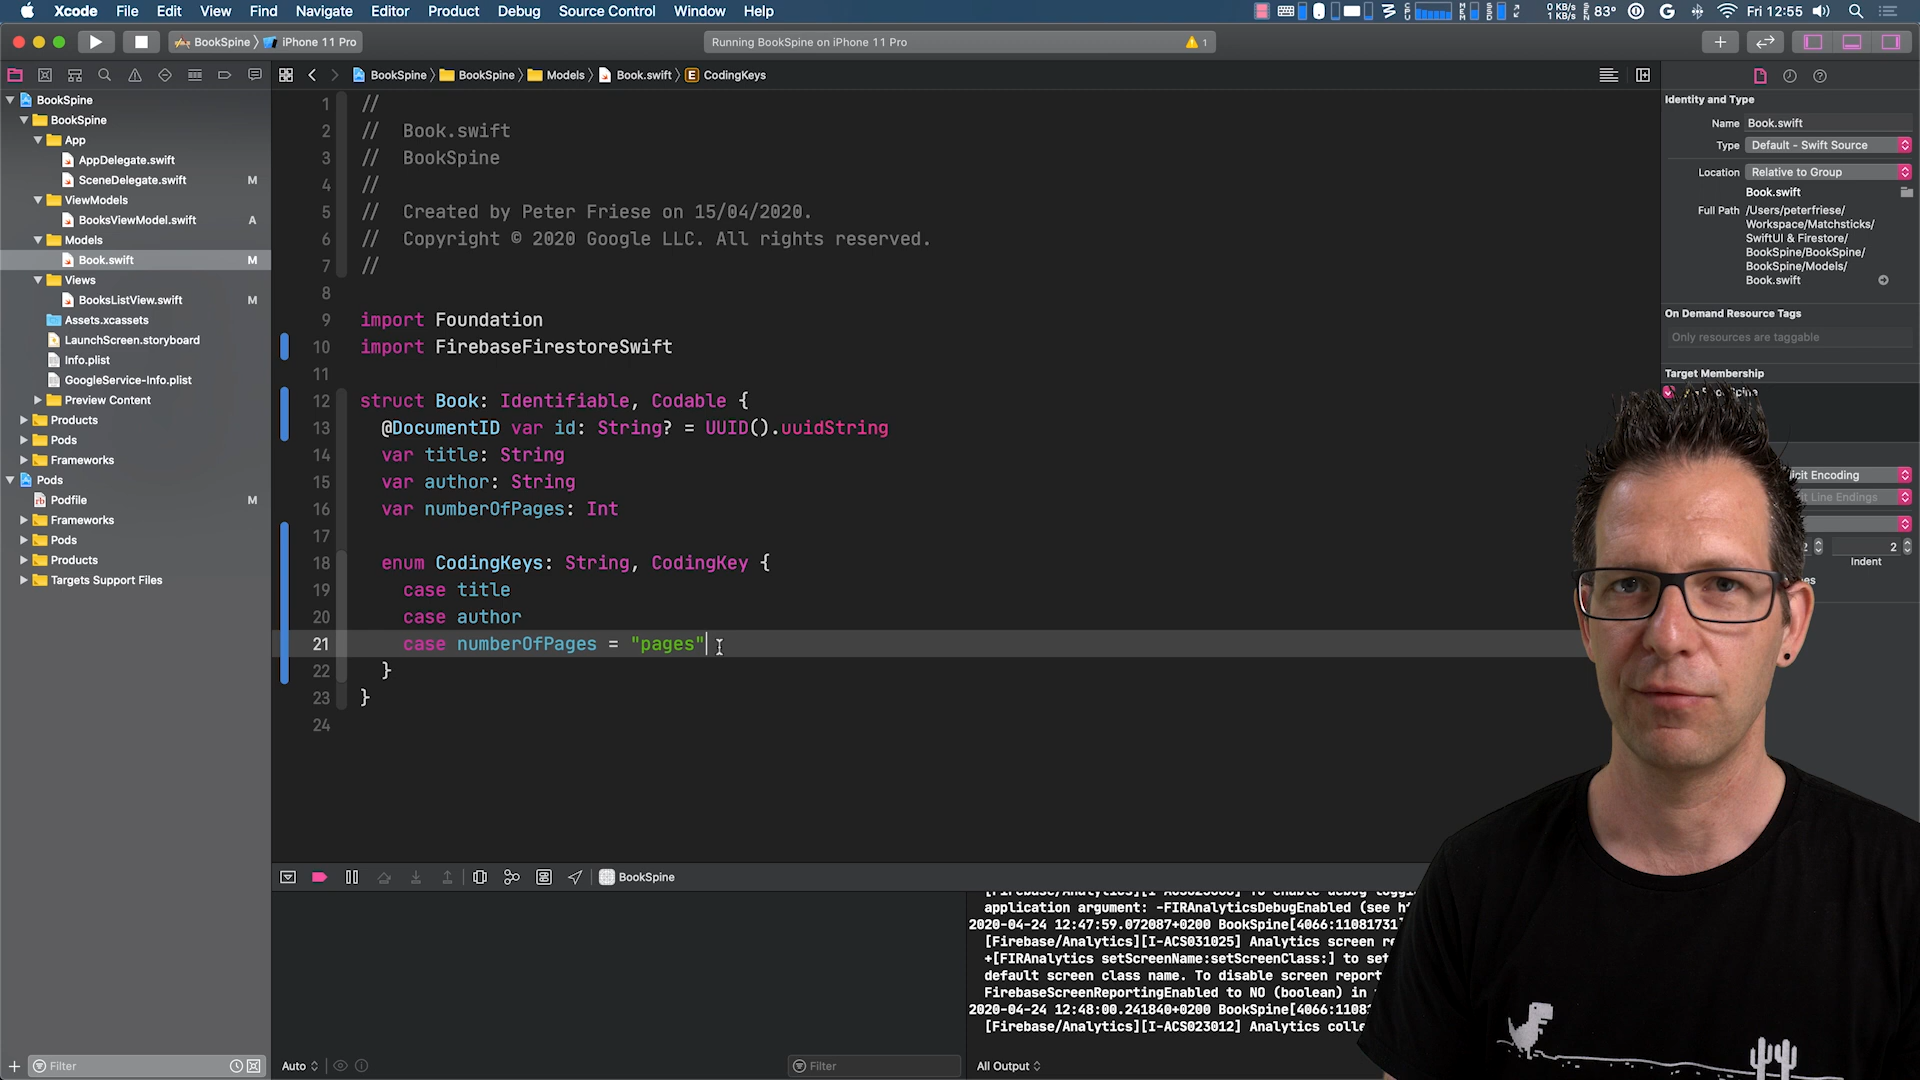 Xcode File Edit View Find Navigate Editor Product Debug Source Control Window Help
0 KB/s
1 KB/s
83° Fri 12:55
BookSpine iPhone 11 Pro
Running BookSpine on iPhone 11 Pro
1
BookSpine BookSpine Models Book.swift E CodingKeys
BookSpine
BookSpine
App
AppDelegate.swift
SceneDelegate.swift M
ViewModels
BooksViewModel.swift A
Models
Book.swift M
Views
BooksListView.swift M
Assets.xcassets
LaunchScreen.storyboard
Info.plist
GoogleService-Info.plist
Preview Content
Products
Pods
Frameworks
Pods
Podfile M
Frameworks
Pods
Products
Targets Support Files
Filter
1 //
2 //  Book.swift
3 //  BookSpine
4 //
5 //  Created by Peter Friese on 15/04/2020.
6 //  Copyright © 2020 Google LLC. All rights reserved.
7 //
8
9 import Foundation
10 import FirebaseFirestoreSwift
11
12 struct Book: Identifiable, Codable {
13 @DocumentID var id: String? = UUID().uuidString
14 var title: String
15 var author: String
16 var numberOfPages: Int
17
18 enum CodingKeys: String, CodingKey {
19 case title
20 case author
21 case numberOfPages = "pages"
22 }
23 }
24
BookSpine
Auto
Filter
application argument: -FIRAnalyticsDebugEnabled (see
2020-04-24 12:47:59.072087+0200 BookSpine[4066:11081731]
[Firebase/Analytics][I-ACS031025] Analytics screen
+[FIRAnalytics setScreenName:setScreenClass:] to
default screen class name. To disable screen
FirebaseScreenReportingEnabled to NO (boolean) in
2020-04-24 12:48:00.241840+0200 BookSpine[4066:
[Firebase/Analytics][I-ACS023012] Analytics
All Output
Identity and Type
Name Book.swift
Type Default - Swift Source
Location Relative to Group
Book.swift
Full Path /Users/peterfriese/
Workspace/Matchsticks/
SwiftUI & Firestore/
BookSpine/BookSpine/
BookSpine/Models/
Book.swift
On Demand Resource Tags
Only resources are taggable
Target Membership
Encoding
Line Endings
2
Indent